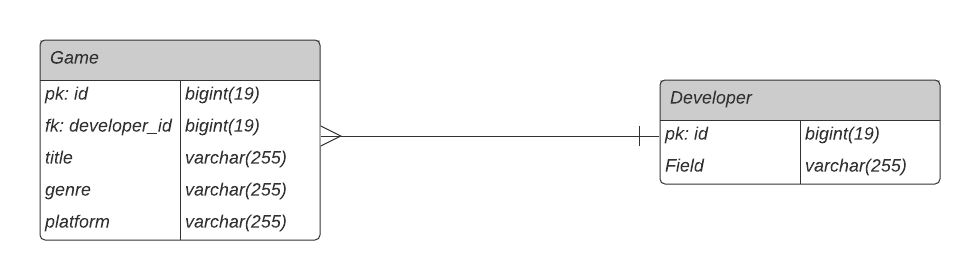 Game
pk: id bigint(19)
fk: developer_id bigint(19)
title varchar(255)
genre varchar(255)
platform varchar(255)
Developer
pk: id bigint(19)
Field varchar(255)